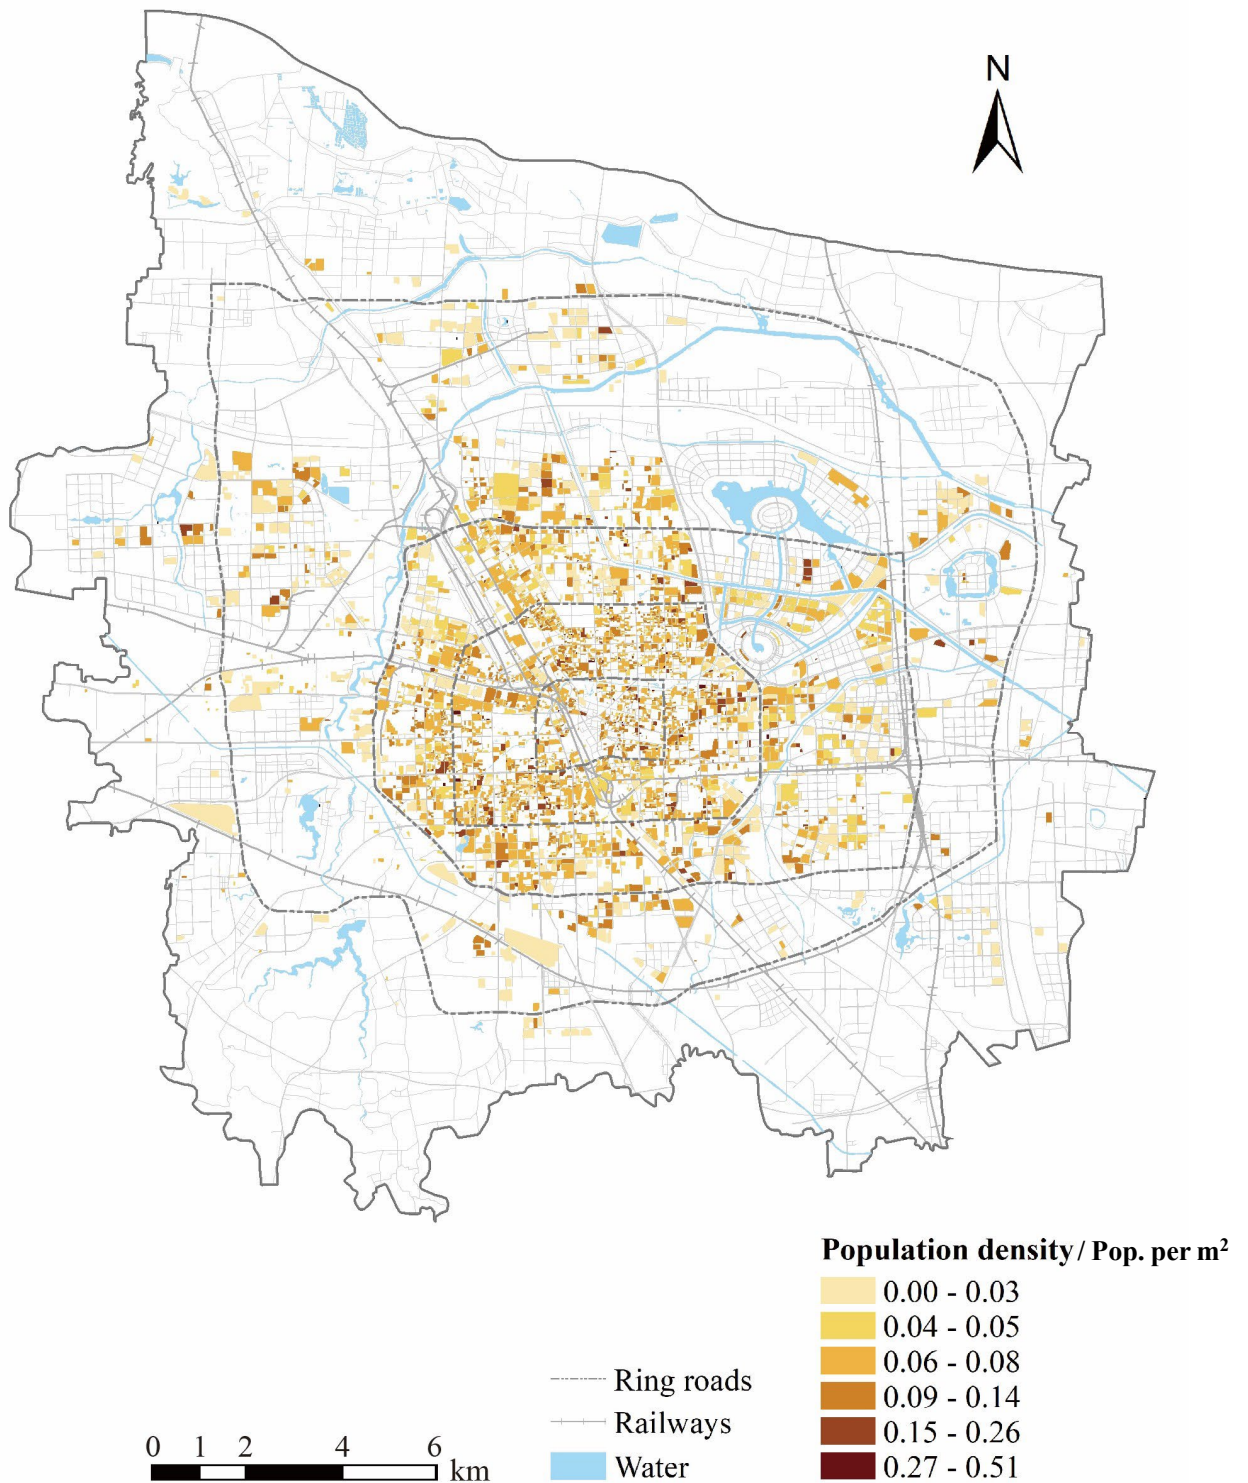 N
Population density / Pop. per m²
0.00 - 0.03
0.04 - 0.05
0.06 - 0.08
0.09 - 0.14
0.15 - 0.26
0.27 - 0.51
Ring roads
Railways
Water
0 1 2 4 6
km